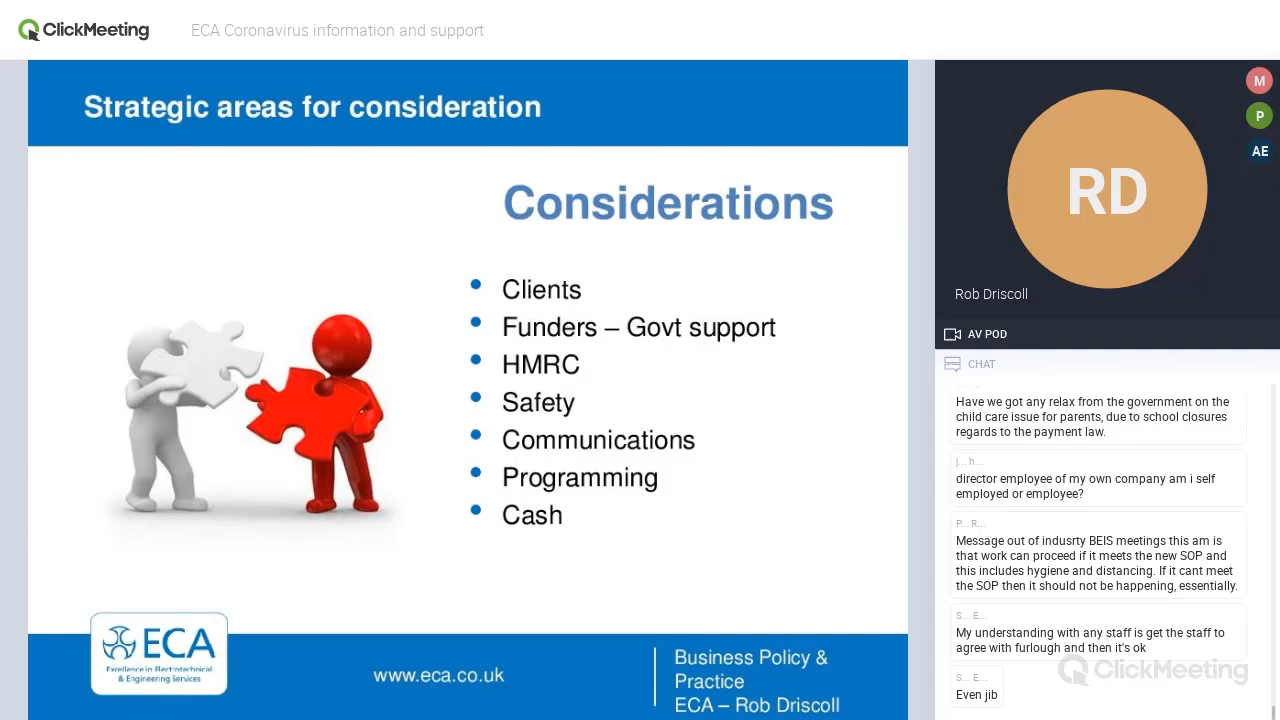 ClickMeeting
ECA Coronavirus information and support
Strategic areas for consideration
Considerations
• Clients
• Funders – Govt support
• HMRC
• Safety
• Communications
• Programming
• Cash
ECA
Excellence in Electrotechnical
& Engineering Services
www.eca.co.uk
Business Policy &
Practice
ECA – Rob Driscoll
M
P
AE
RD
Rob Driscoll
AV POD
CHAT
Have we got any relax from the government on the
child care issue for parents, due to school closures
regards to the payment law.
j... h...
director employee of my own company am i self
employed or employee?
P... R...
Message out of indusrty BEIS meetings this am is
that work can proceed if it meets the new SOP and
this includes hygiene and distancing. If it cant meet
the SOP then it should not be happening, essentially.
S... E...
My understanding with any staff is get the staff to
agree with furlough and then it's ok
S... E...
Even jib
ClickMeeting